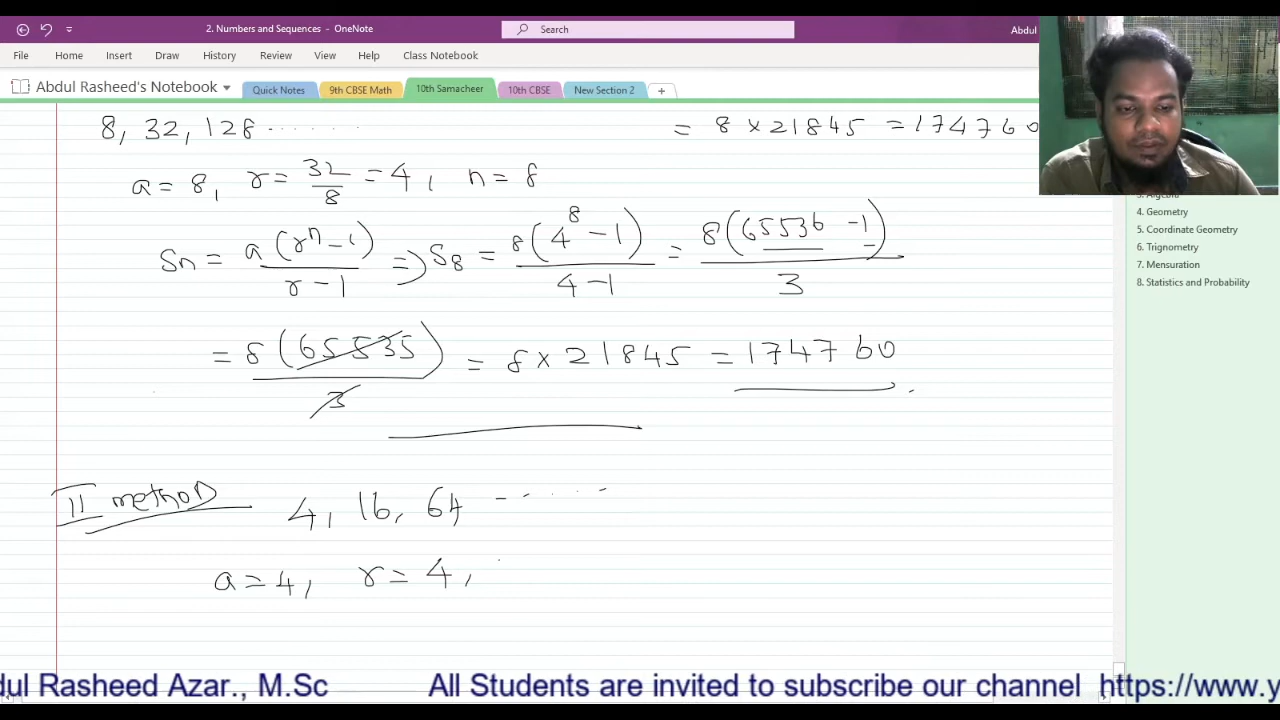 2. Numbers and Sequences - OneNote
Search
Abdul
File Home Insert Draw History Review View Help Class Notebook
Abdul Rasheed's Notebook
Quick Notes 9th CBSE Math 10th Samacheer 10th CBSE New Section 2 +
8, 32, 128 ........
= 8 × 21845 = 174760
a = 8, r = 32/8 = 4, n = 8
Sn = a(r^n - 1)/(r - 1) => S8 = 8(4^8 - 1)/(4 - 1) = 8(65536 - 1)/3
= 8(65535)/3 = 8 × 21845 = 174760
II method 4, 16, 64 - - . . . -
a = 4, r = 4,
4. Geometry
5. Coordinate Geometry
6. Trignometry
7. Mensuration
8. Statistics and Probability
dul Rasheed Azar., M.Sc All Students are invited to subscribe our channel https://www.y